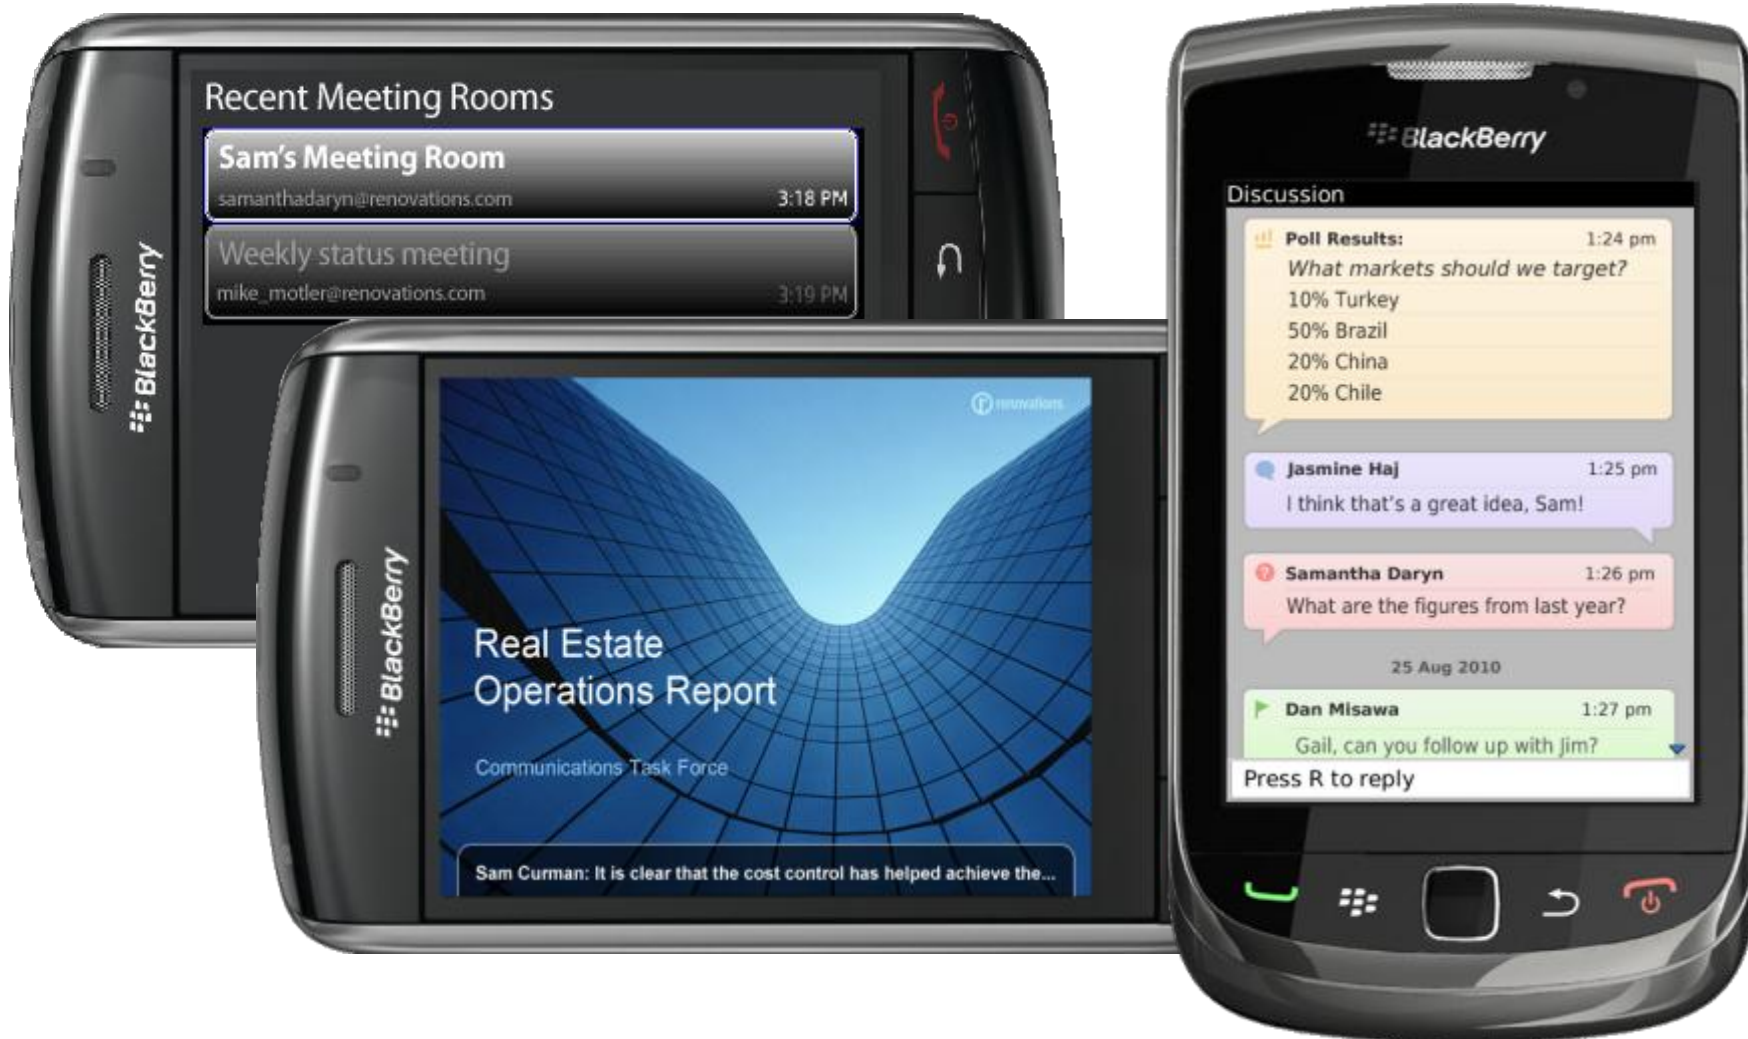 Recent Meeting Rooms
Sam's Meeting Room
samanthadaryn@renovations.com 3:18 PM
Weekly status meeting
mike_motler@renovations.com 3:19 PM
BlackBerry
renovations
Real Estate
Operations Report
Communications Task Force
Sam Curman: It is clear that the cost control has helped achieve the...
BlackBerry
BlackBerry
Discussion
Poll Results: 1:24 pm
What markets should we target?
10% Turkey
50% Brazil
20% China
20% Chile
Jasmine Haj 1:25 pm
I think that's a great idea, Sam!
Samantha Daryn 1:26 pm
What are the figures from last year?
25 Aug 2010
Dan Misawa 1:27 pm
Gail, can you follow up with Jim?
Press R to reply